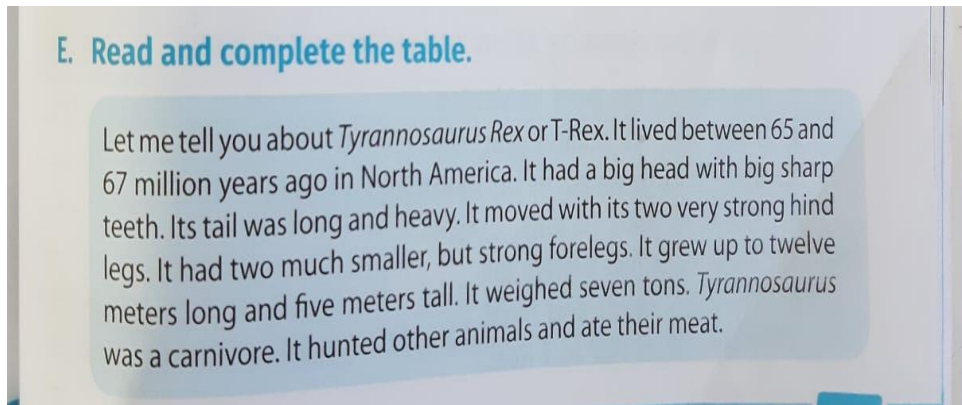 E. Read and complete the table.
Let me tell you about Tyrannosaurus Rex or T-Rex. It lived between 65 and
67 million years ago in North America. It had a big head with big sharp
teeth. Its tail was long and heavy. It moved with its two very strong hind
legs. It had two much smaller, but strong forelegs. It grew up to twelve
meters long and five meters tall. It weighed seven tons. Tyrannosaurus
was a carnivore. It hunted other animals and ate their meat.